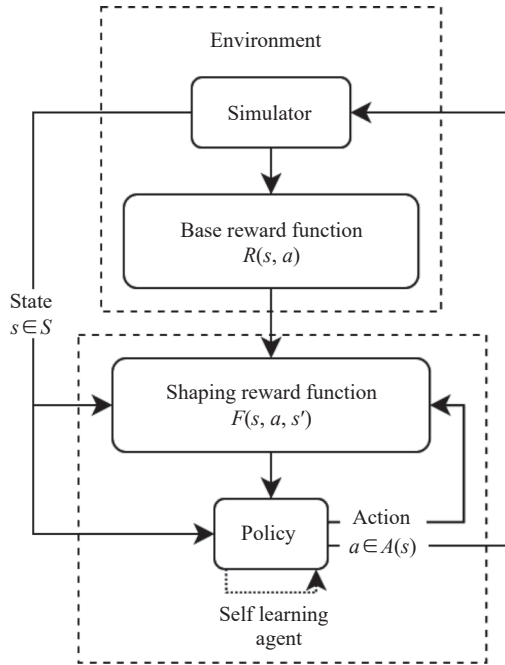 Environment
Simulator
Base reward function
R(s, a)
State
s∈S
Shaping reward function
F(s, a, s′)
Policy
Action
a∈A(s)
Self learning
agent